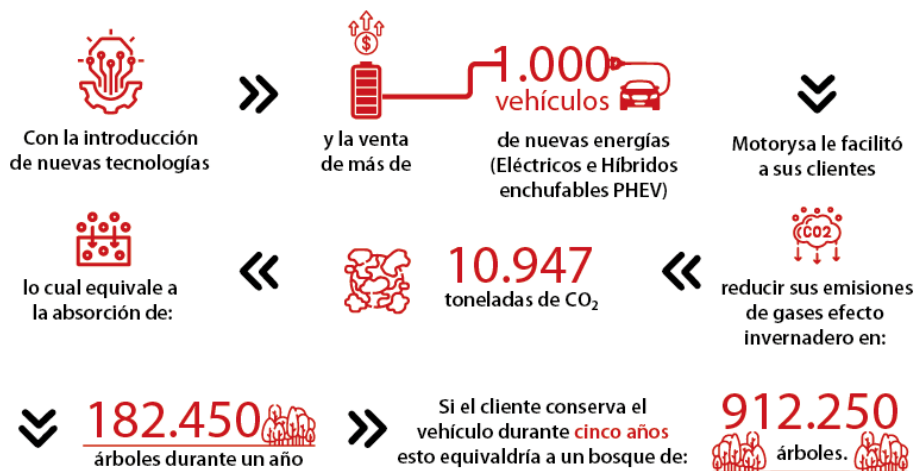 Con la introducción
de nuevas tecnologías
$
y la venta
de más de
1.000
vehículos
de nuevas energías
(Eléctricos e Híbridos
enchufables PHEV)
Motorysa le facilitó
a sus clientes
CO2
reducir sus emisiones
de gases efecto
invernadero en:
10.947
toneladas de CO₂
lo cual equivale a
la absorción de:
182.450
árboles durante un año
Si el cliente conserva el
vehículo durante cinco años
esto equivaldría a un bosque de:
912.250
árboles.